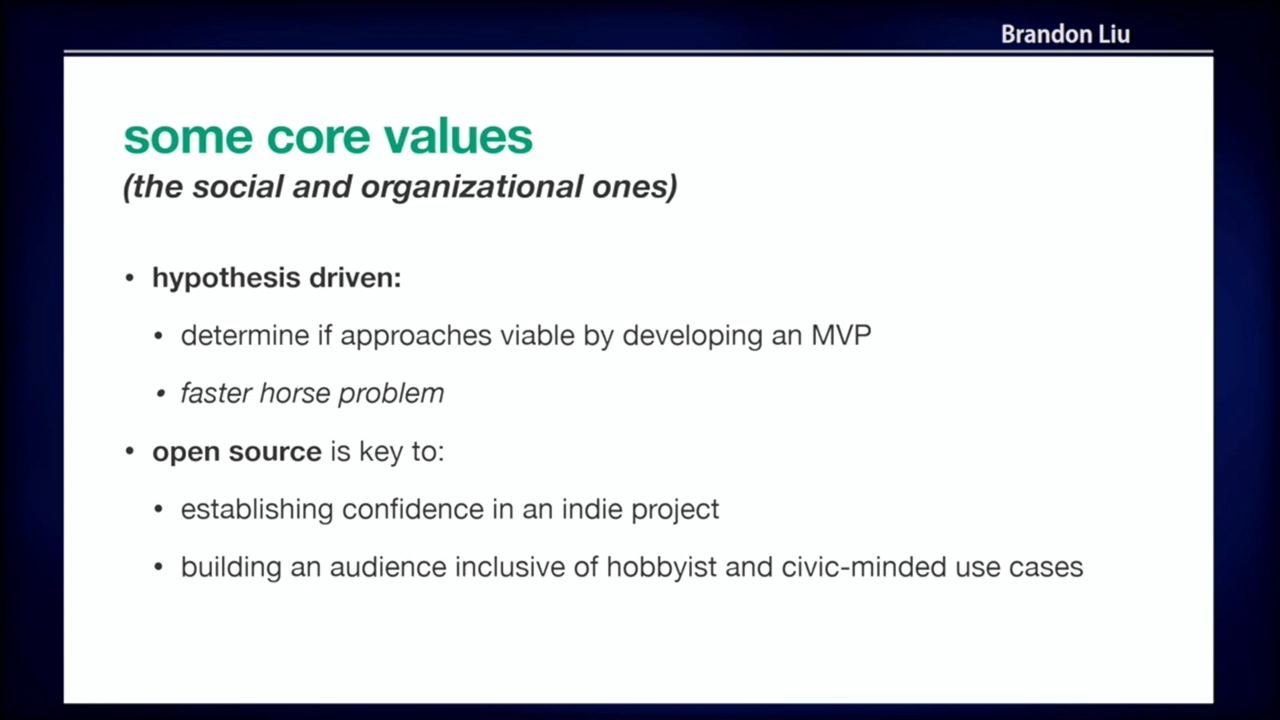 Brandon Liu
some core values
(the social and organizational ones)
• hypothesis driven:
• determine if approaches viable by developing an MVP
• faster horse problem
• open source is key to:
• establishing confidence in an indie project
• building an audience inclusive of hobbyist and civic-minded use cases